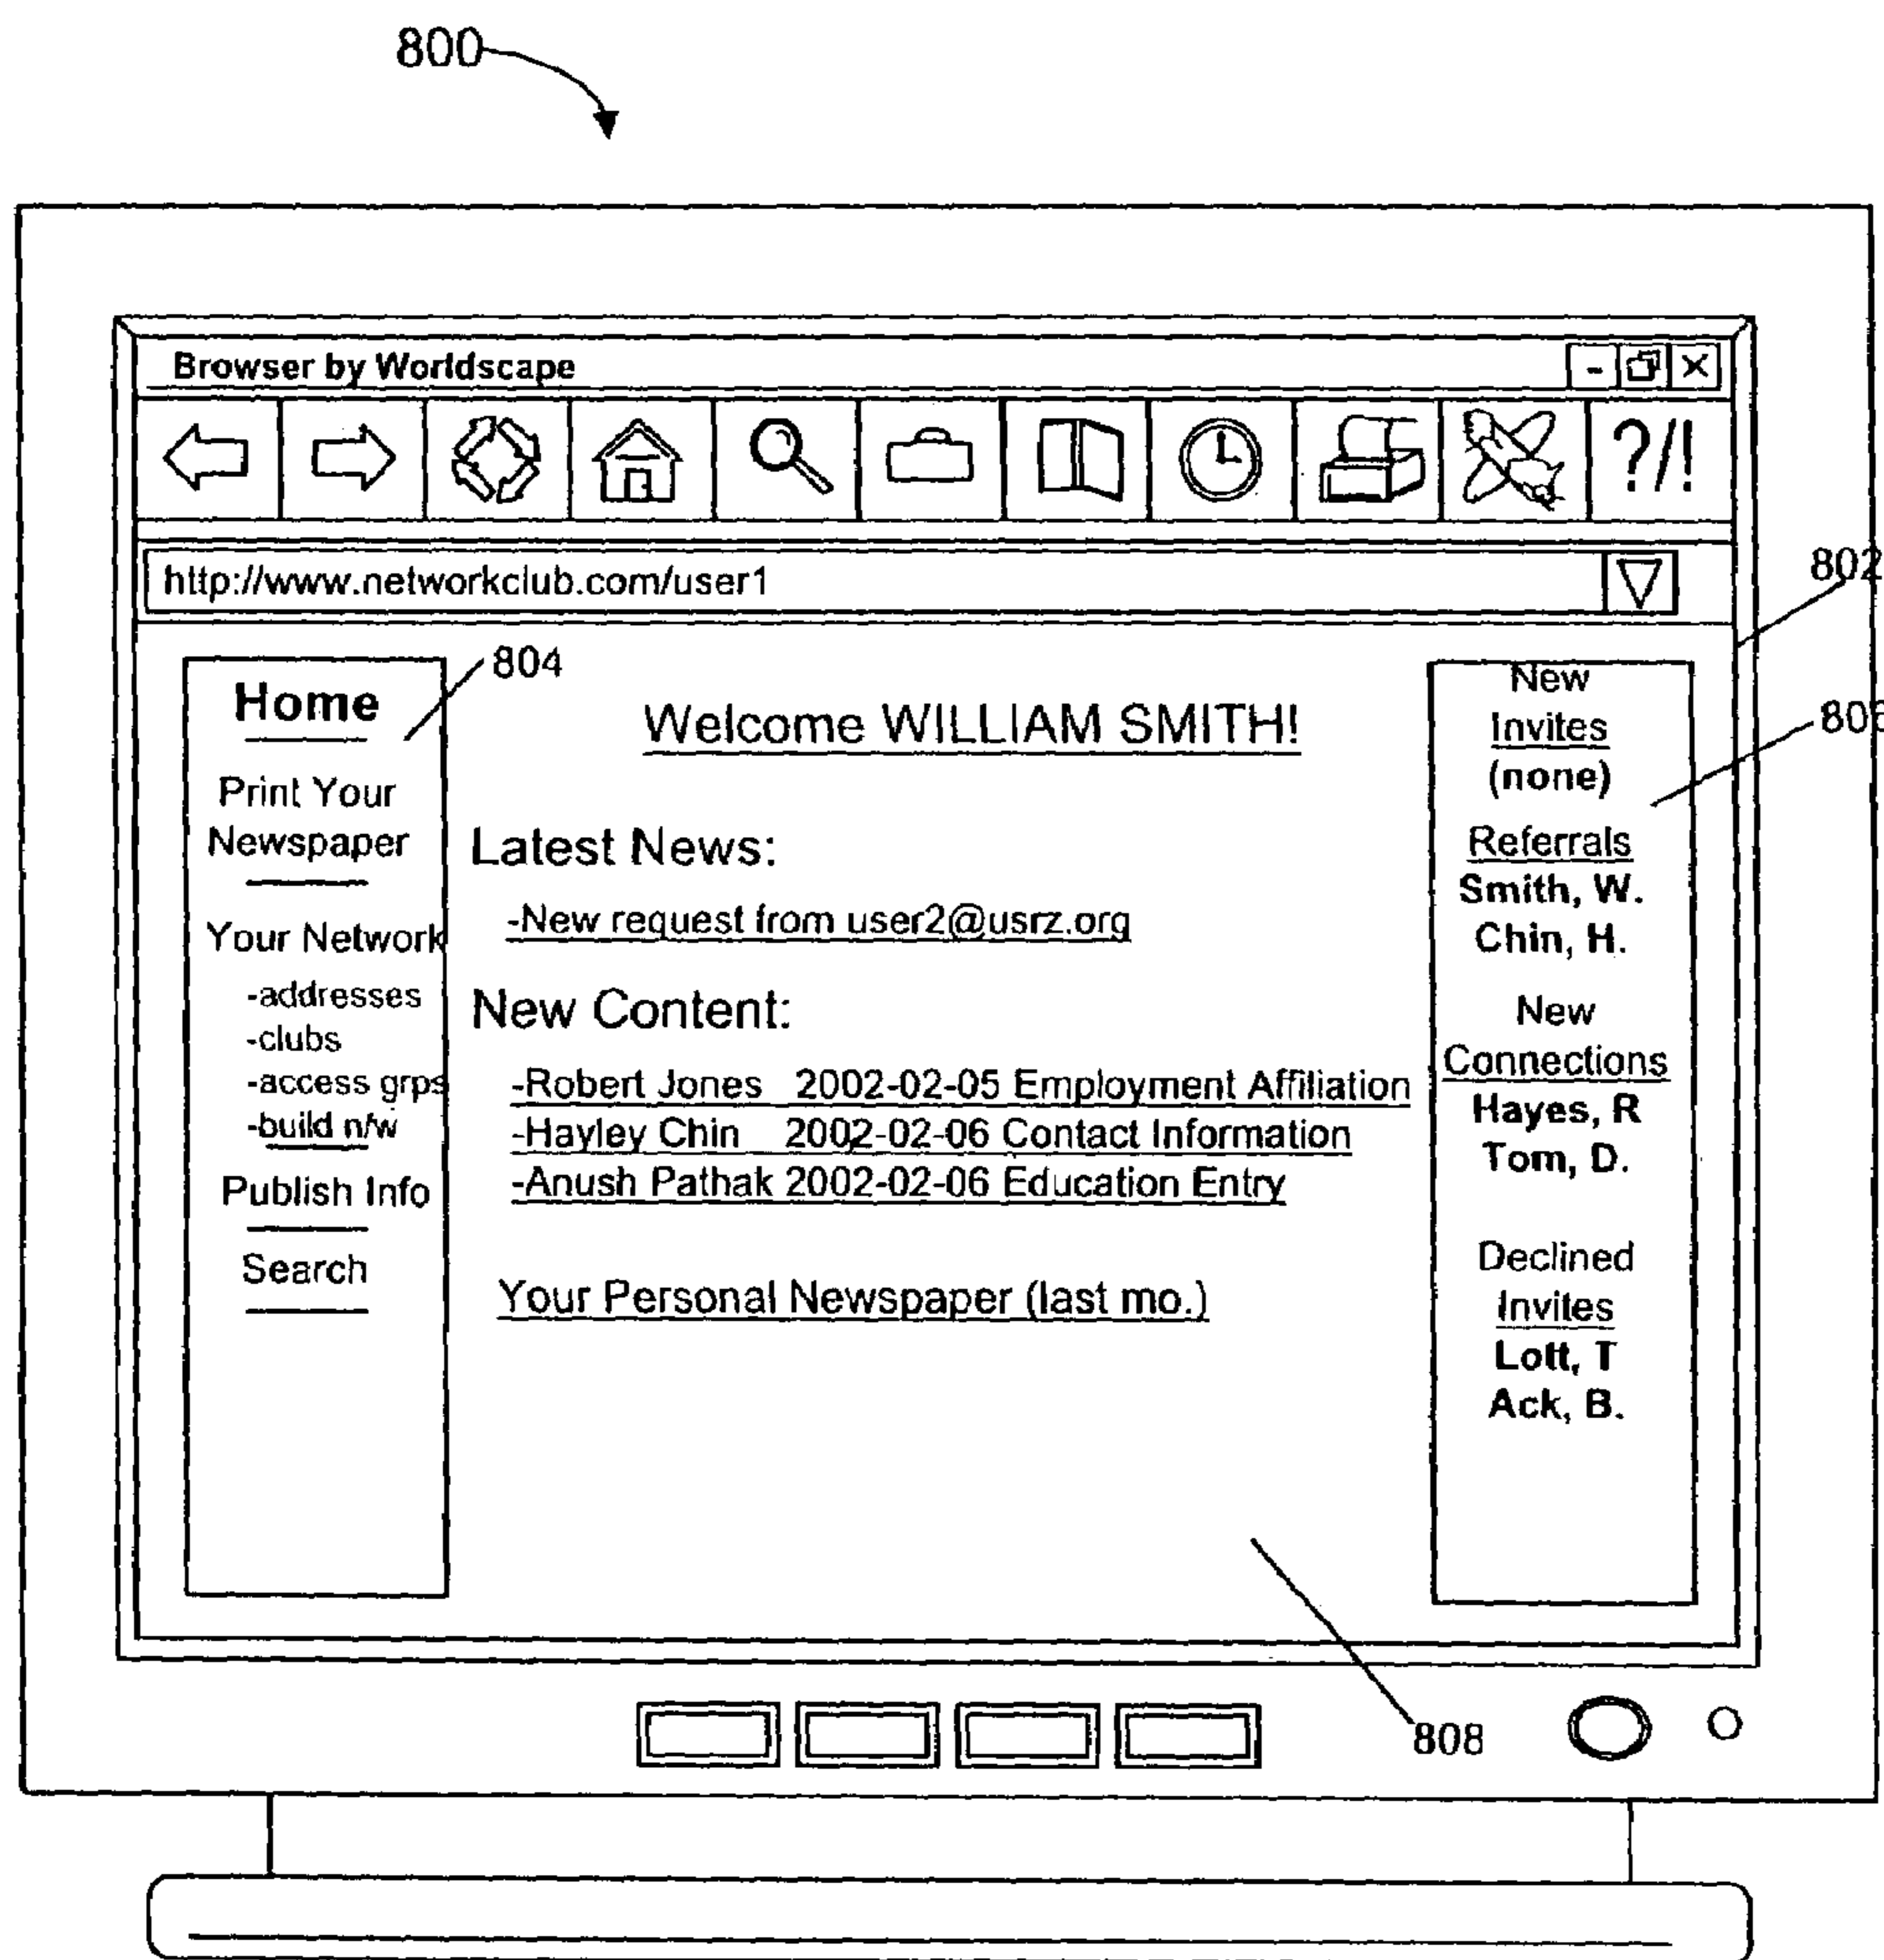 800
Browser by Worldscape
?/!
http://www.networkclub.com/user1
802
804
806
Home
Print Your
Newspaper
Your Network
-addresses
-clubs
-access grps
-build n/w
Publish Info
Search
Welcome WILLIAM SMITH!
Latest News:
-New request from user2@usrz.org
New Content:
-Robert Jones 2002-02-05 Employment Affiliation
-Hayley Chin 2002-02-06 Contact Information
-Anush Pathak 2002-02-06 Education Entry
Your Personal Newspaper (last mo.)
New
Invites
(none)
Referrals
Smith, W.
Chin, H.
New
Connections
Hayes, R
Tom, D.
Declined
Invites
Lott, T
Ack, B.
808